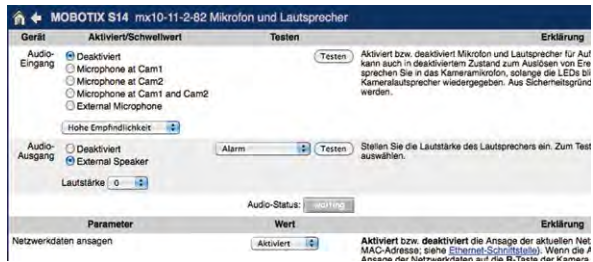 MOBOTIX S14 mx10-11-2-82 Mikrofon und Lautsprecher
Gerät Aktiviert/Schwellwert Testen Erklärung
Audio-Eingang
Deaktiviert
Microphone at Cam1
Microphone at Cam2
Microphone at Cam1 and Cam2
External Microphone
Hohe Empfindlichkeit
Testen
Aktiviert bzw. deaktiviert Mikrofon und Lautsprecher für Auf
kann auch in deaktiviertem Zustand zum Auslösen von Ere
sprechen Sie in das Kameramikrofon, solange die LEDs bli
Kameralautsprecher wiedergegeben. Aus Sicherheitsgründ
werden.
Audio-Ausgang
Deaktiviert
External Speaker
Lautstärke 0
Alarm Testen
Stellen Sie die Lautstärke des Lautsprechers ein. Zum Test
auswählen.
Audio-Status: waiting
Parameter Wert Erklärung
Netzwerkdaten ansagen Aktiviert
Aktiviert bzw. deaktiviert die Ansage der aktuellen Net
MAC-Adresse; siehe Ethernet-Schnittstelle). Wenn die A
Ansage der Netzwerkdaten auf die R-Taste der Kamera